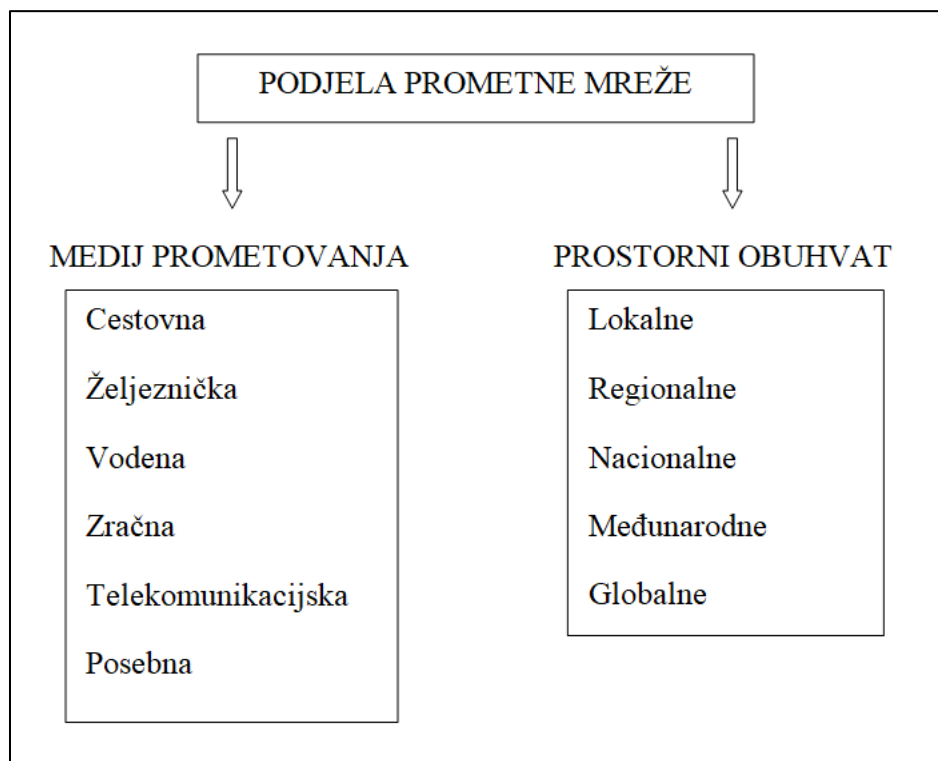 PODJELA PROMETNE MREŽE
MEDIJ PROMETOVANJA
Cestovna
Željeznička
Vodena
Zračna
Telekomunikacijska
Posebna
PROSTORNI OBUHVAT
Lokalne
Regionalne
Nacionalne
Međunarodne
Globalne